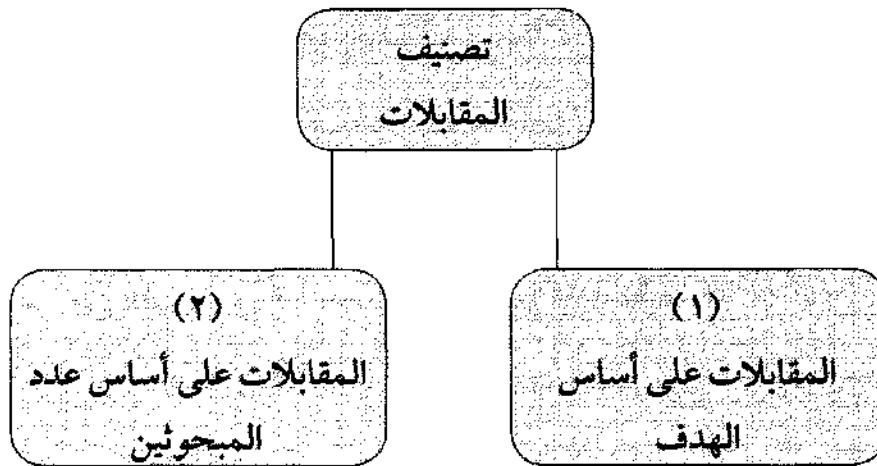 تصنيف
المقابلات
(١)
المقابلات على أساس
الهدف
(٢)
المقابلات على أساس عدد
المبحوثين